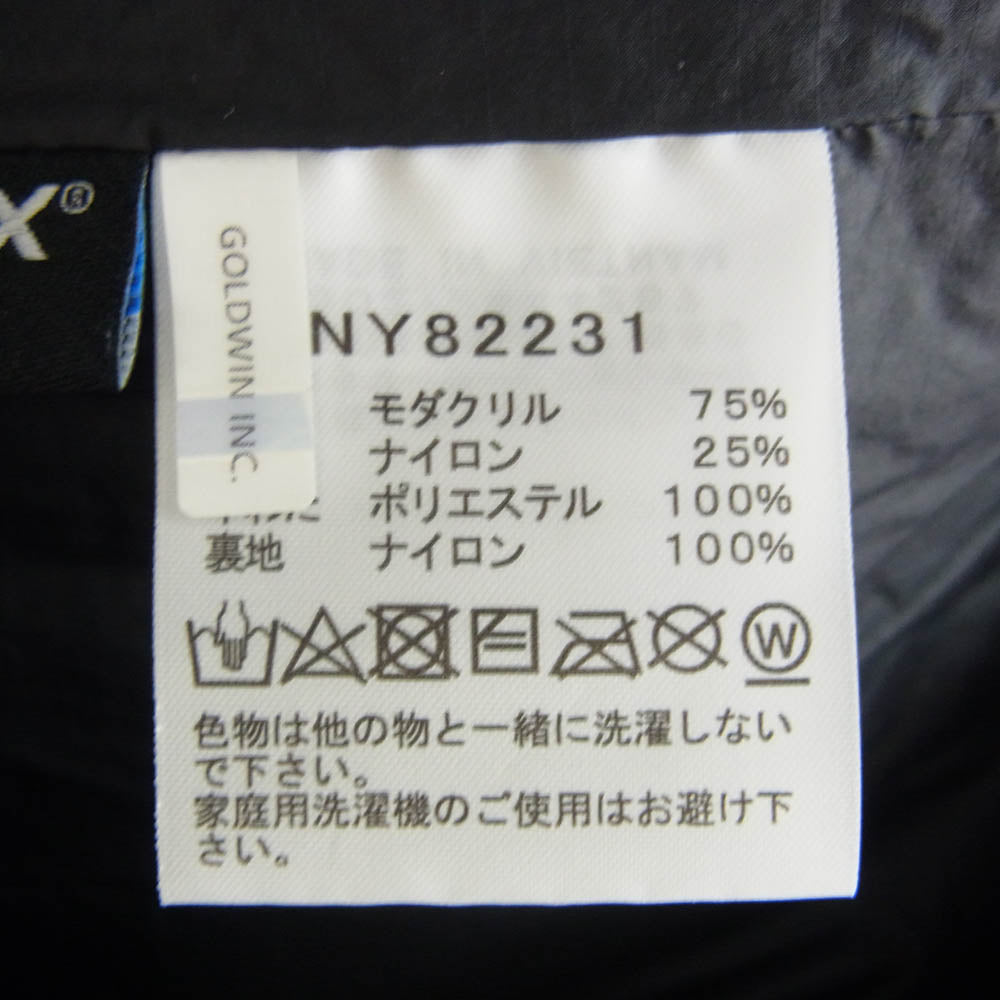 X®
GOLDWIN INC.
NY82231
モダクリル 75%
ナイロン 25%
ポリエステル 100%
裏地 ナイロン 100%
W
色物は他の物と一緒に洗濯しない
で下さい。
家庭用洗濯機のご使用はお避け下
さい。